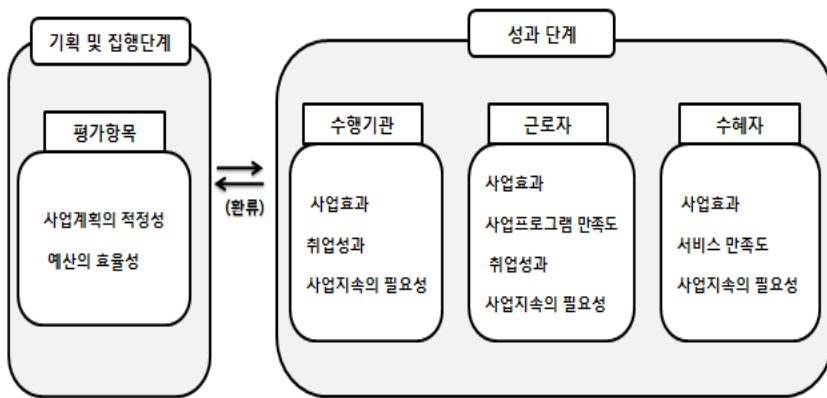 기획 및 집행단계
평가항목
사업계획의 적정성
예산의 효율성
(환류)
성과 단계
수행기관
사업효과
취업성과
사업지속의 필요성
근로자
사업효과
사업프로그램 만족도
취업성과
사업지속의 필요성
수혜자
사업효과
서비스 만족도
사업지속의 필요성